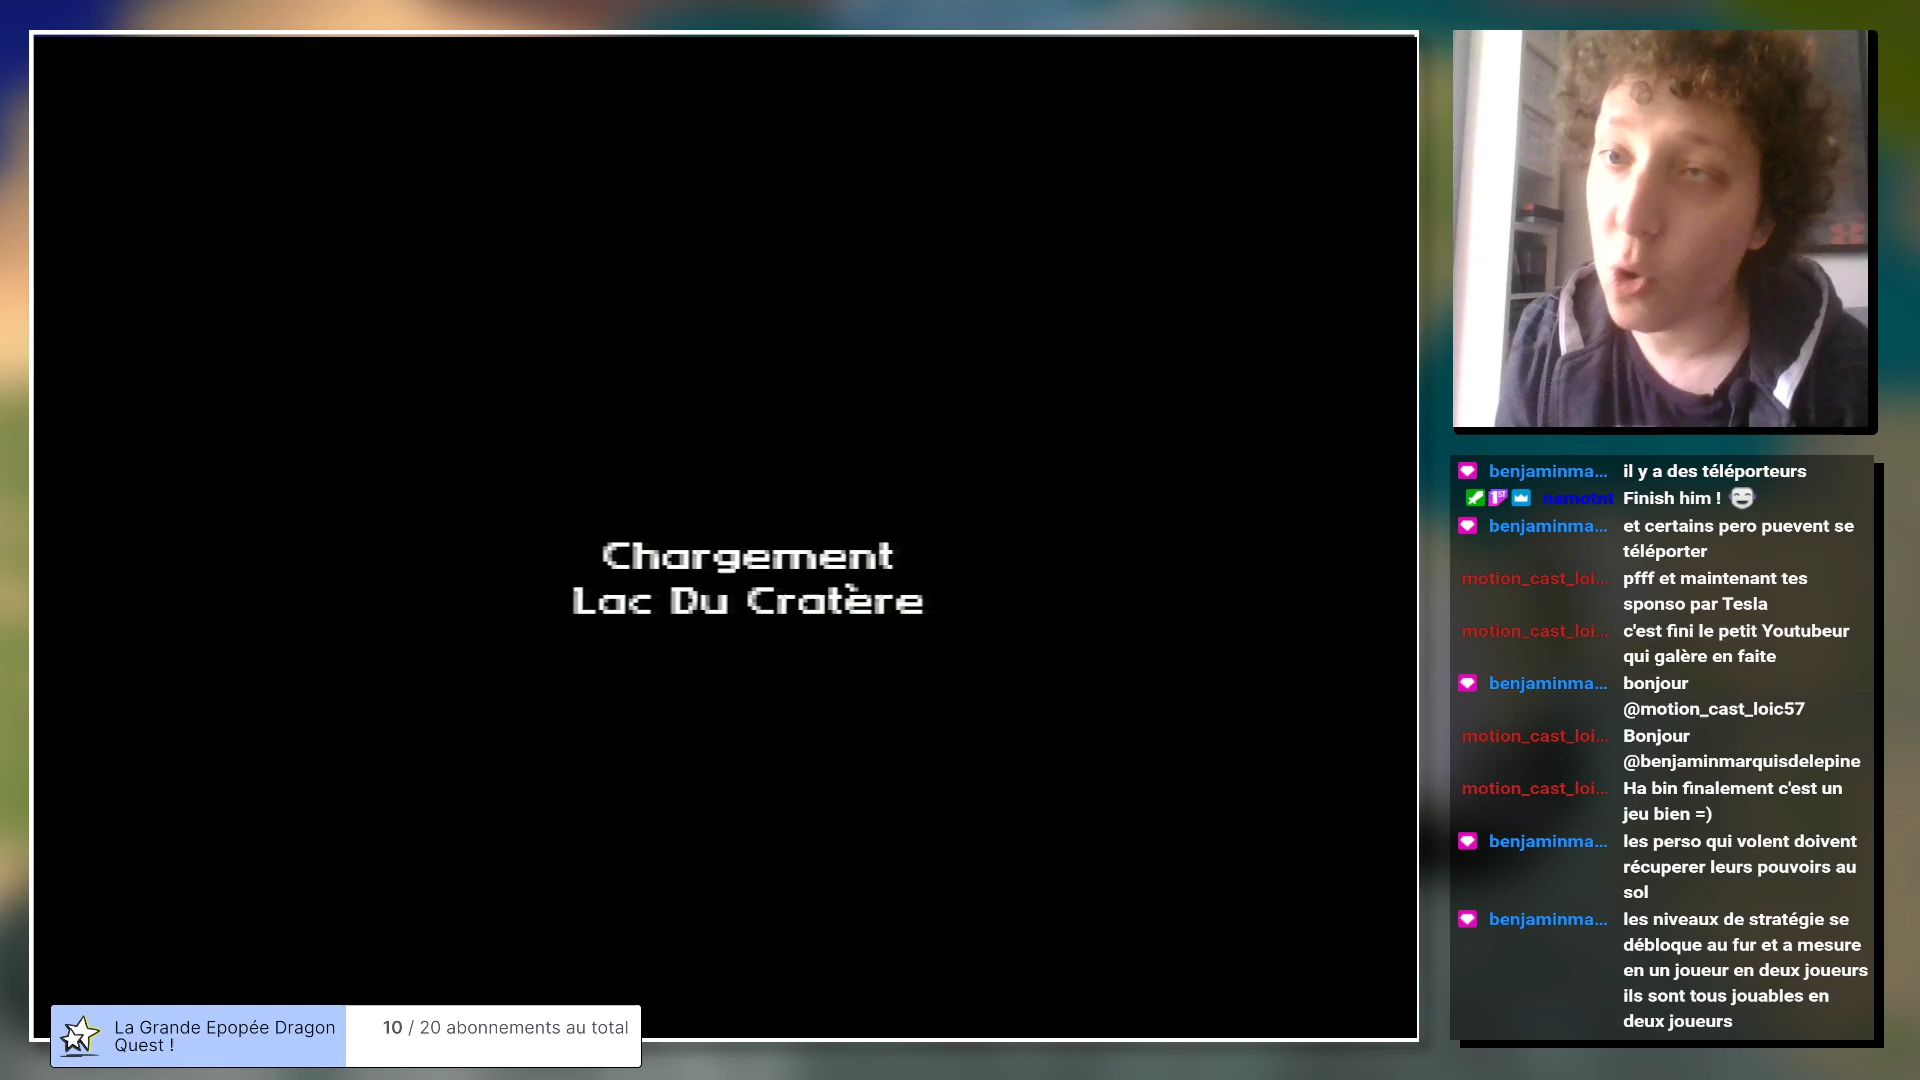 Chargement
Lac Du Cratère
La Grande Epopée Dragon
Quest !
10 / 20 abonnements au total
benjaminma... il y a des téléporteurs
1ST namotnt Finish him !
benjaminma... et certains pero puevent se
téléporter
motion_cast_loi... pfff et maintenant tes
sponso par Tesla
motion_cast_loi... c'est fini le petit Youtubeur
qui galère en faite
benjaminma... bonjour
@motion_cast_loic57
motion_cast_loi... Bonjour
@benjaminmarquisdelepine
motion_cast_loi... Ha bin finalement c'est un
jeu bien =)
benjaminma... les perso qui volent doivent
récuperer leurs pouvoirs au
sol
benjaminma... les niveaux de stratégie se
débloque au fur et a mesure
en un joueur en deux joueurs
ils sont tous jouables en
deux joueurs